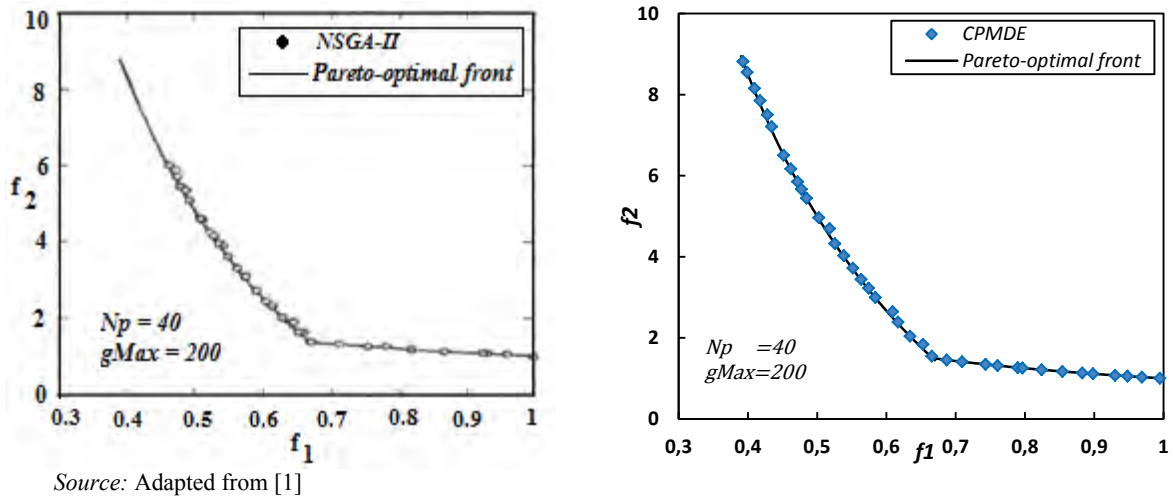 10
8
6
4
2
0
f2
NSGA-II
Pareto-optimal front
Np = 40
gMax = 200
0.3 0.4 0.5 0.6 0.7 0.8 0.9 1
f1
Source: Adapted from [1]
10
8
6
4
2
0
f2
CPMDE
Pareto-optimal front
Np =40
gMax=200
0,3 0,4 0,5 0,6 0,7 0,8 0,9 1
f1